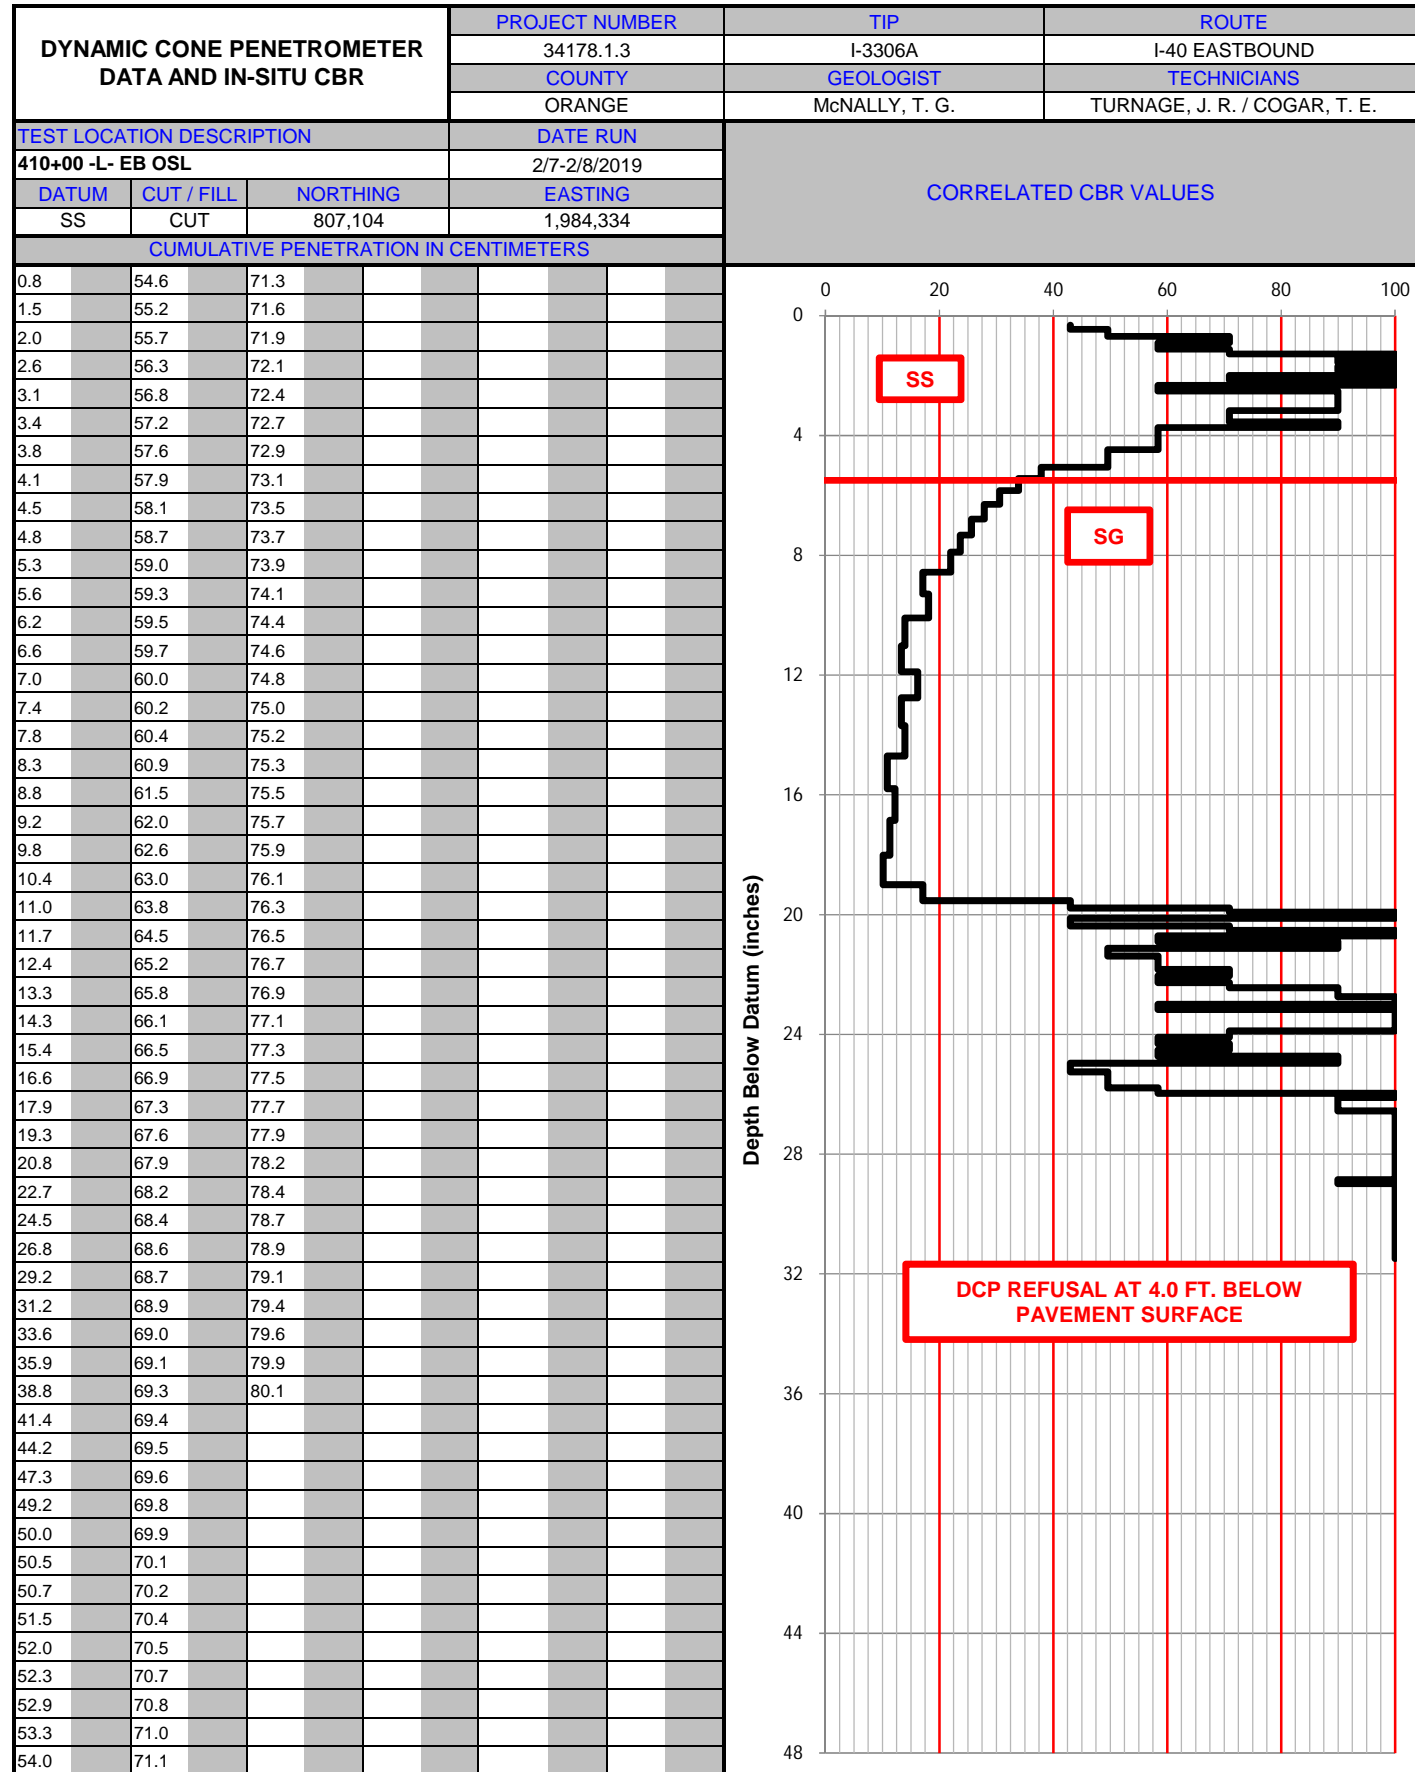 DYNAMIC CONE PENETROMETER
DATA AND IN-SITU CBR
PROJECT NUMBER TIP ROUTE
34178.1.3 I-3306A I-40 EASTBOUND
COUNTY GEOLOGIST TECHNICIANS
ORANGE McNALLY, T. G. TURNAGE, J. R. / COGAR, T. E.
TEST LOCATION DESCRIPTION DATE RUN
410+00 -L- EB OSL 2/7-2/8/2019
DATUM CUT / FILL NORTHING EASTING
SS CUT 807,104 1,984,334
CUMULATIVE PENETRATION IN CENTIMETERS
CORRELATED CBR VALUES
0.8 54.6 71.3
1.5 55.2 71.6
2.0 55.7 71.9
2.6 56.3 72.1
3.1 56.8 72.4
3.4 57.2 72.7
3.8 57.6 72.9
4.1 57.9 73.1
4.5 58.1 73.5
4.8 58.7 73.7
5.3 59.0 73.9
5.6 59.3 74.1
6.2 59.5 74.4
6.6 59.7 74.6
7.0 60.0 74.8
7.4 60.2 75.0
7.8 60.4 75.2
8.3 60.9 75.3
8.8 61.5 75.5
9.2 62.0 75.7
9.8 62.6 75.9
10.4 63.0 76.1
11.0 63.8 76.3
11.7 64.5 76.5
12.4 65.2 76.7
13.3 65.8 76.9
14.3 66.1 77.1
15.4 66.5 77.3
16.6 66.9 77.5
17.9 67.3 77.7
19.3 67.6 77.9
20.8 67.9 78.2
22.7 68.2 78.4
24.5 68.4 78.7
26.8 68.6 78.9
29.2 68.7 79.1
31.2 68.9 79.4
33.6 69.0 79.6
35.9 69.1 79.9
38.8 69.3 80.1
41.4 69.4
44.2 69.5
47.3 69.6
49.2 69.8
50.0 69.9
50.5 70.1
50.7 70.2
51.5 70.4
52.0 70.5
52.3 70.7
52.9 70.8
53.3 71.0
54.0 71.1
0 20 40 60 80 100
0
4
8
12
16
20
24
28
32
36
40
44
48
Depth Below Datum (inches)
SS
SG
DCP REFUSAL AT 4.0 FT. BELOW
PAVEMENT SURFACE